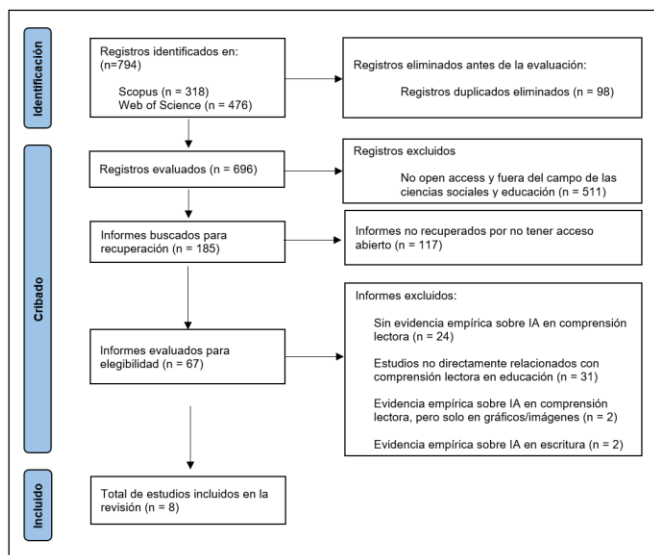 Identificación
Registros identificados en:
(n=794)
Scopus (n = 318)
Web of Science (n = 476)
Registros eliminados antes de la evaluación:
Registros duplicados eliminados (n = 98)
Cribado
Registros evaluados (n = 696)
Registros excluidos
No open access y fuera del campo de las
ciencias sociales y educación (n = 511)
Informes buscados para
recuperación (n = 185)
Informes no recuperados por no tener acceso
abierto (n = 117)
Informes evaluados para
elegibilidad (n = 67)
Informes excluidos:
Sin evidencia empírica sobre IA en comprensión
lectora (n = 24)
Estudios no directamente relacionados con
comprensión lectora en educación (n = 31)
Evidencia empírica sobre IA en comprensión
lectora, pero solo en gráficos/imágenes (n = 2)
Evidencia empírica sobre IA en escritura (n = 2)
Incluido
Total de estudios incluidos en la
revisión (n = 8)